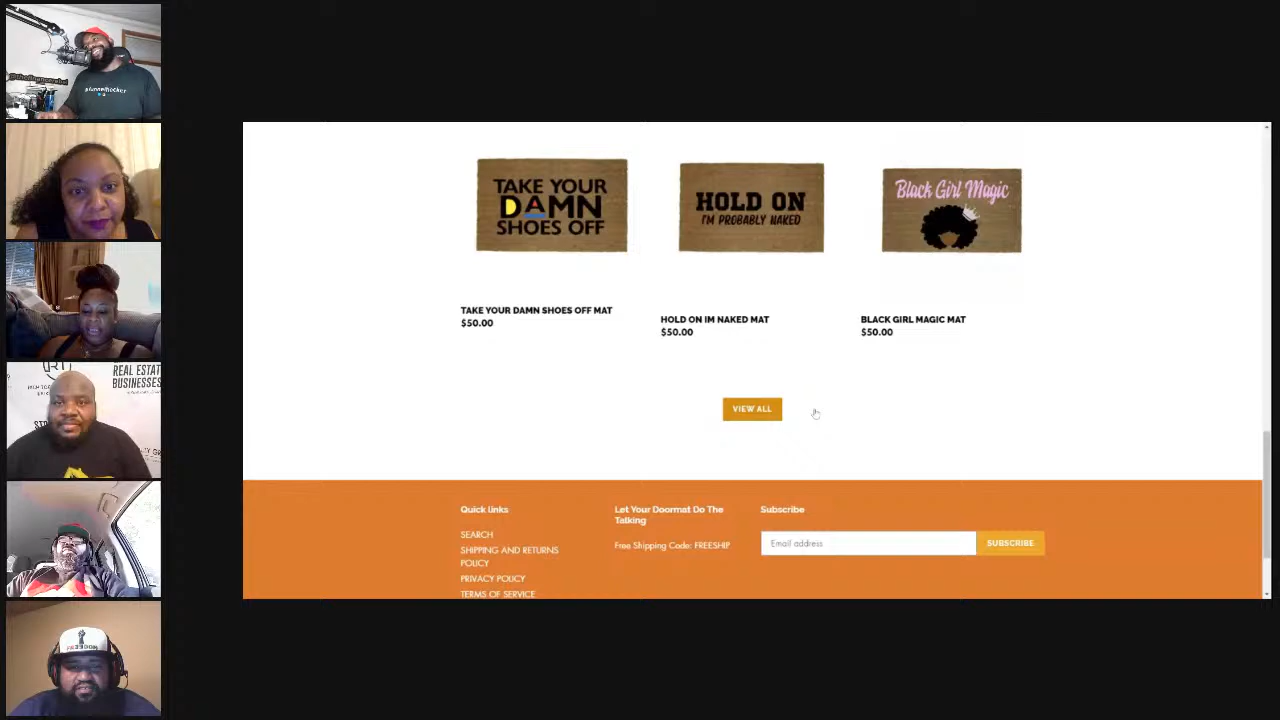 #funnelhacker
REAL ESTATE
BUSINESSES
FREEDOM
TAKE YOUR
DAMN
SHOES OFF
HOLD ON
I'M PROBABLY NAKED
Black Girl Magic
TAKE YOUR DAMN SHOES OFF MAT
$50.00
HOLD ON IM NAKED MAT
$50.00
BLACK GIRL MAGIC MAT
$50.00
VIEW ALL
Quick links
SEARCH
SHIPPING AND RETURNS
POLICY
PRIVACY POLICY
TERMS OF SERVICE
Let Your Doormat Do The
Talking
Free Shipping Code: FREESHIP
Subscribe
Email address
SUBSCRIBE